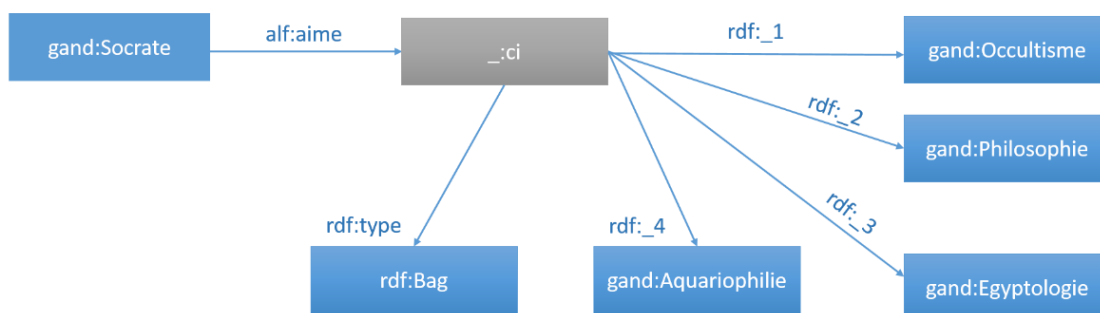 gand:Socrate
alf:aime
_:ci
rdf:_1
gand:Occultisme
rdf:_2
gand:Philosophie
rdf:_3
rdf:type
rdf:_4
rdf:Bag
gand:Aquariophilie
gand:Egyptologie